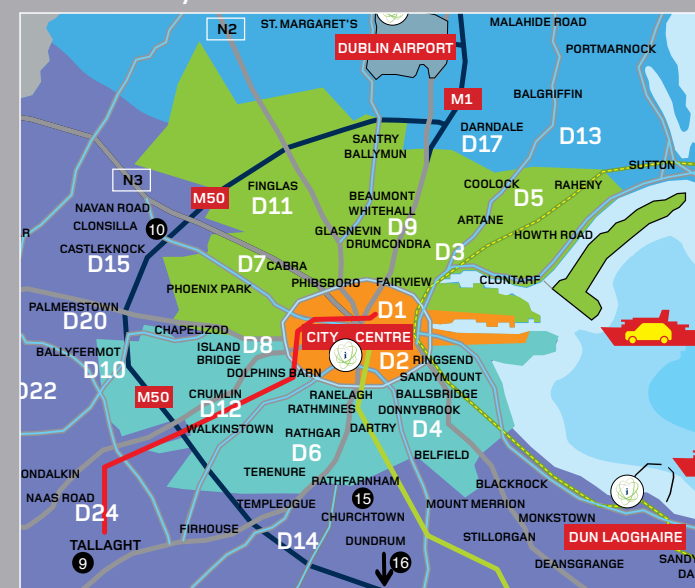 N2
ST. MARGARET'S
MALAHIDE ROAD
DUBLIN AIRPORT
PORTMARNOCK
M1
BALGRIFFIN
SANTRY
DARNDALE
D17
D13
BALLYMUN
SUTTON
N3
FINGLAS
COOLOCK
D5
RAHENY
M50
D11
BEAUMONT
WHITEHALL
NAVAN ROAD
CLONSILLA
10
ARTANE
GLASNEVIN
D9
HOWTH ROAD
DRUMCONDRA
CASTLEKNOCK
D15
D3
D7
CABRA
PHOENIX PARK
PHIBSBORO
FAIRVIEW
CLONTARF
PALMERSTOWN
D20
D1
CHAPELIZOD
CITY CENTRE
ISLAND
BRIDGE
D8
i
BALLYFERMOT
D10
D2
RINGSEND
DOLPHINS BARN
SANDYMOUNT
D22
M50
CRUMLIN
D12
RANELAGH
RATHMINES
BALLSBRIDGE
DONNYBROOK
WALKINSTOWN
RATHGAR
DARTRY
D4
D6
BELFIELD
TERENURE
ONDALKIN
RATHFARNHAM
BLACKROCK
NAAS ROAD
15
i
D24
TEMPLEOGUE
CHURCHTOWN
MOUNT MERRION
MONKSTOWN
FIRHOUSE
STILLORGAN
DUN LAOGHAIRE
TALLAGHT
D14
DUNDRUM
9
16
DEANSGRANGE
SANDY
DA